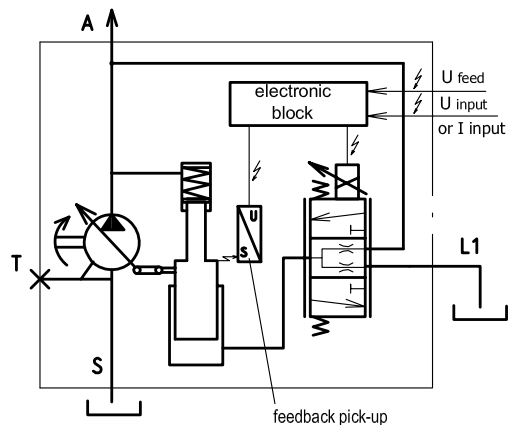 A
U feed
U input
or I input
electronic
block
U
S
L1
T
S
feedback pick-up